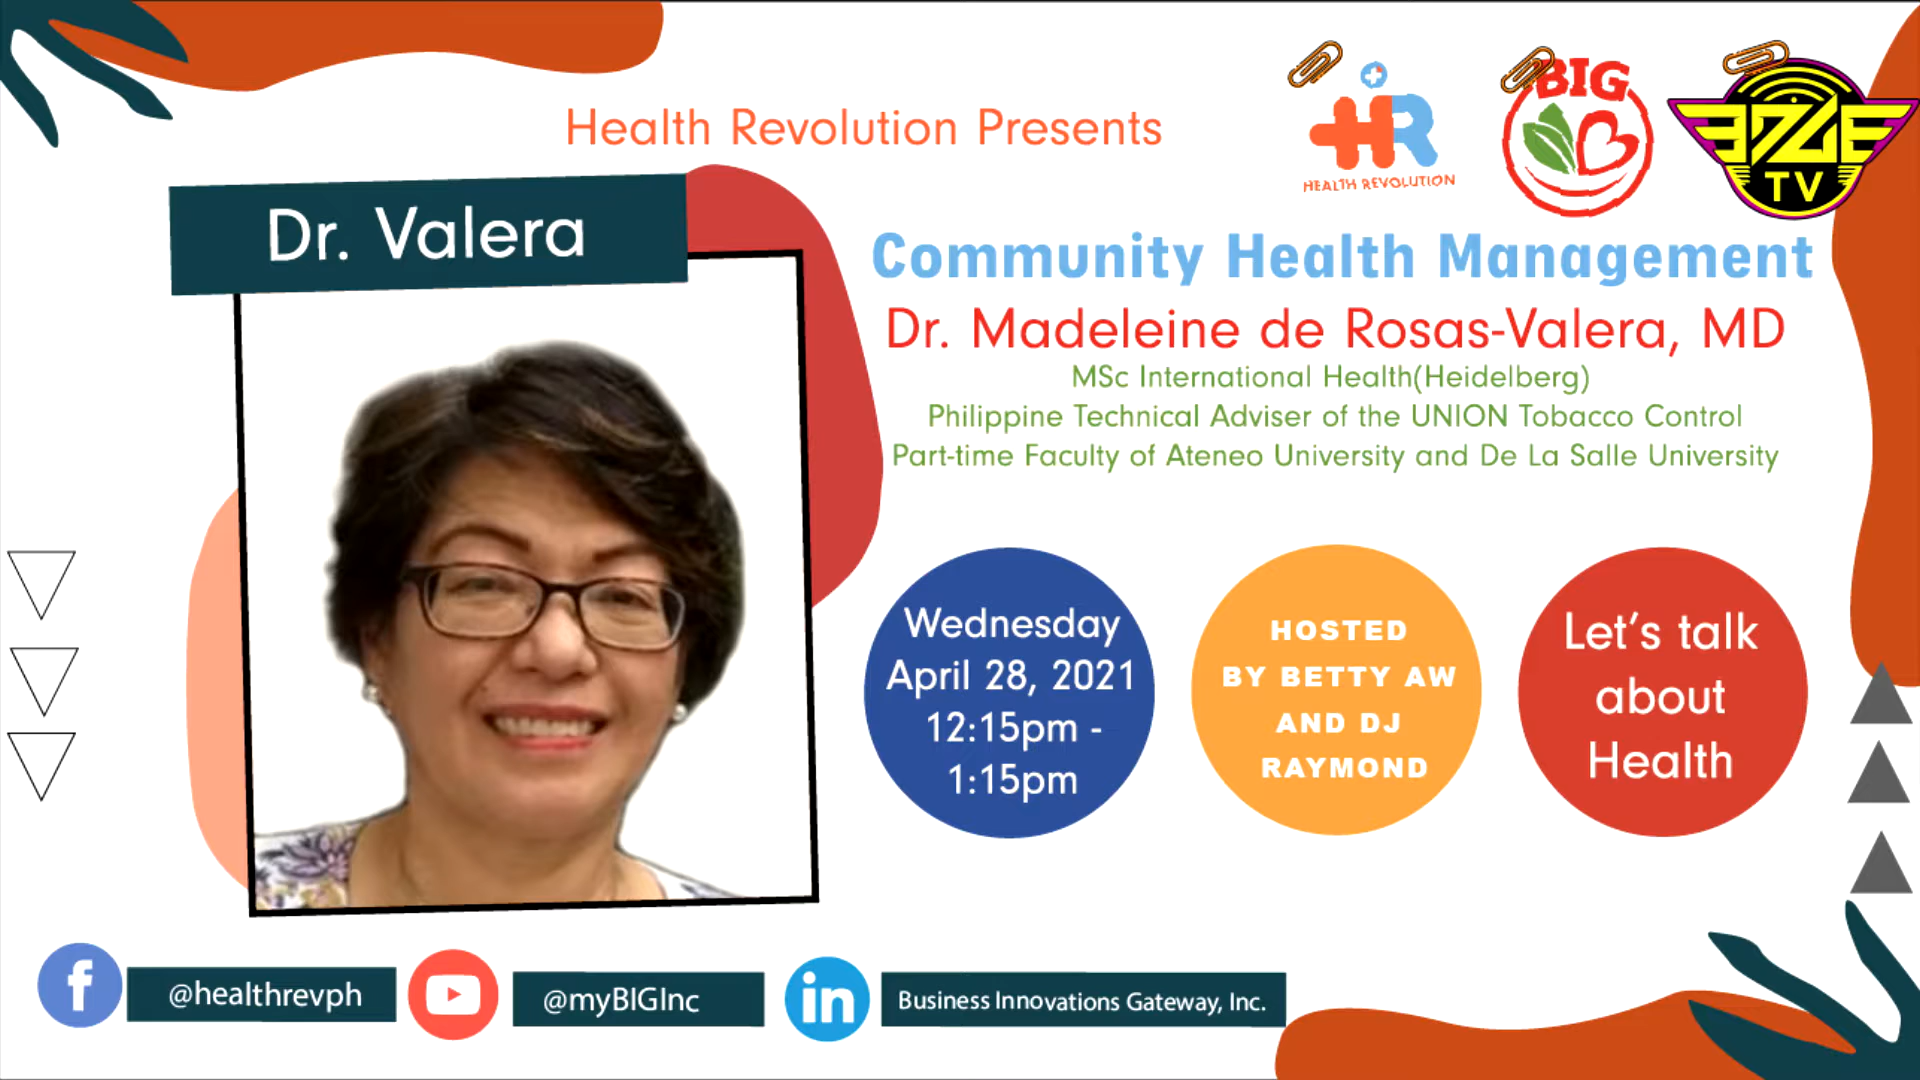 Health Revolution Presents
HR
HEALTH REVOLUTION
BIG
TV
Dr. Valera
Community Health Management
Dr. Madeleine de Rosas-Valera, MD
MSc International Health(Heidelberg)
Philippine Technical Adviser of the UNION Tobacco Control
Part-time Faculty of Ateneo University and De La Salle University
Wednesday
April 28, 2021
12:15pm -
1:15pm
HOSTED
BY BETTY AW
AND DJ
RAYMOND
Let's talk
about
Health
f
@healthrevph
@myBIGInc
in
Business Innovations Gateway, Inc.